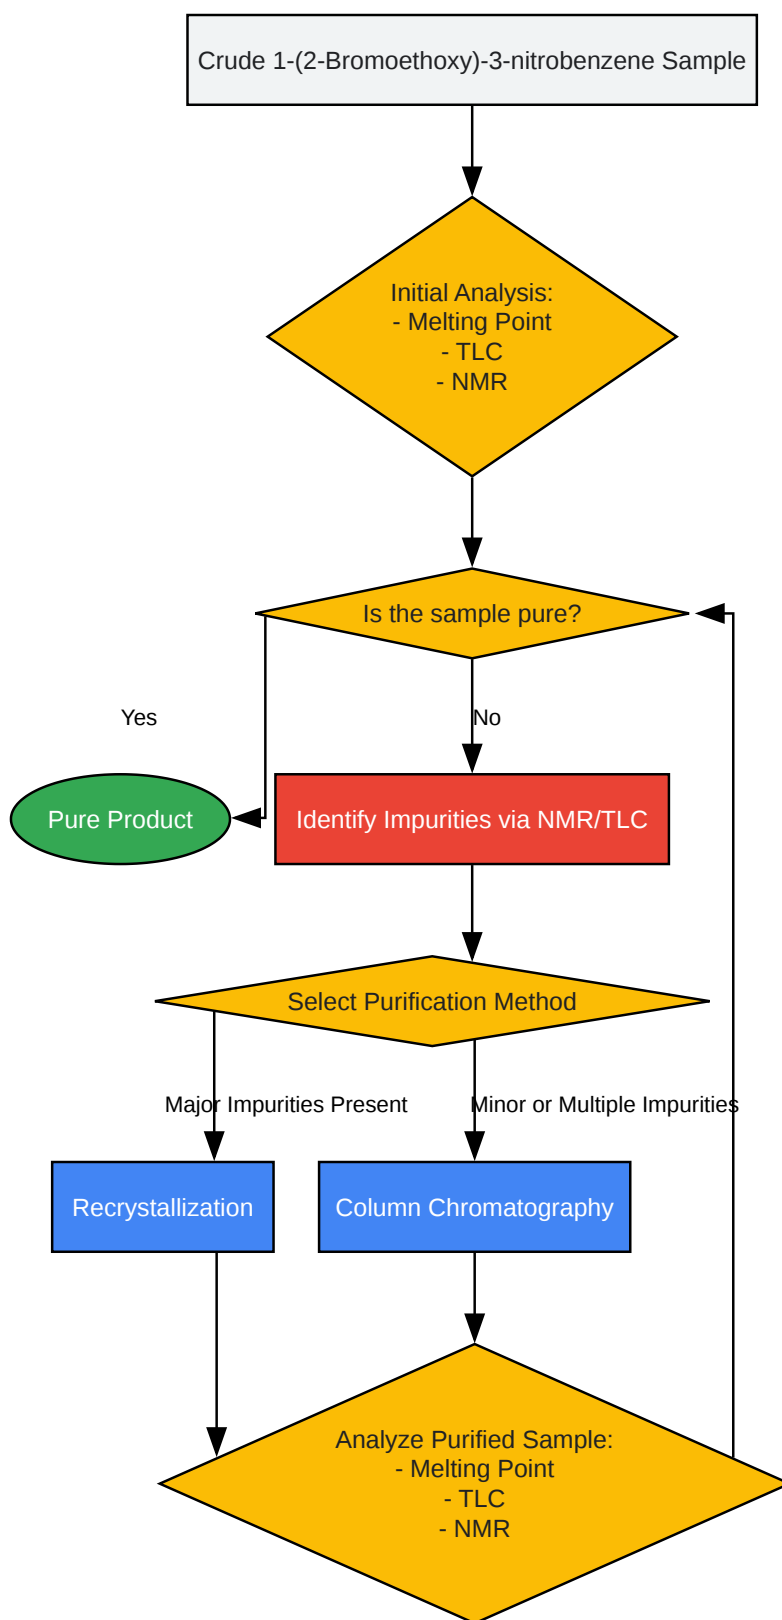 Crude 1-(2-Bromoethoxy)-3-nitrobenzene Sample
Initial Analysis:
- Melting Point
- TLC
- NMR
Is the sample pure?
Yes
No
Pure Product
Identify Impurities via NMR/TLC
Select Purification Method
Major Impurities Present
Minor or Multiple Impurities
Recrystallization
Column Chromatography
Analyze Purified Sample:
- Melting Point
- TLC
- NMR